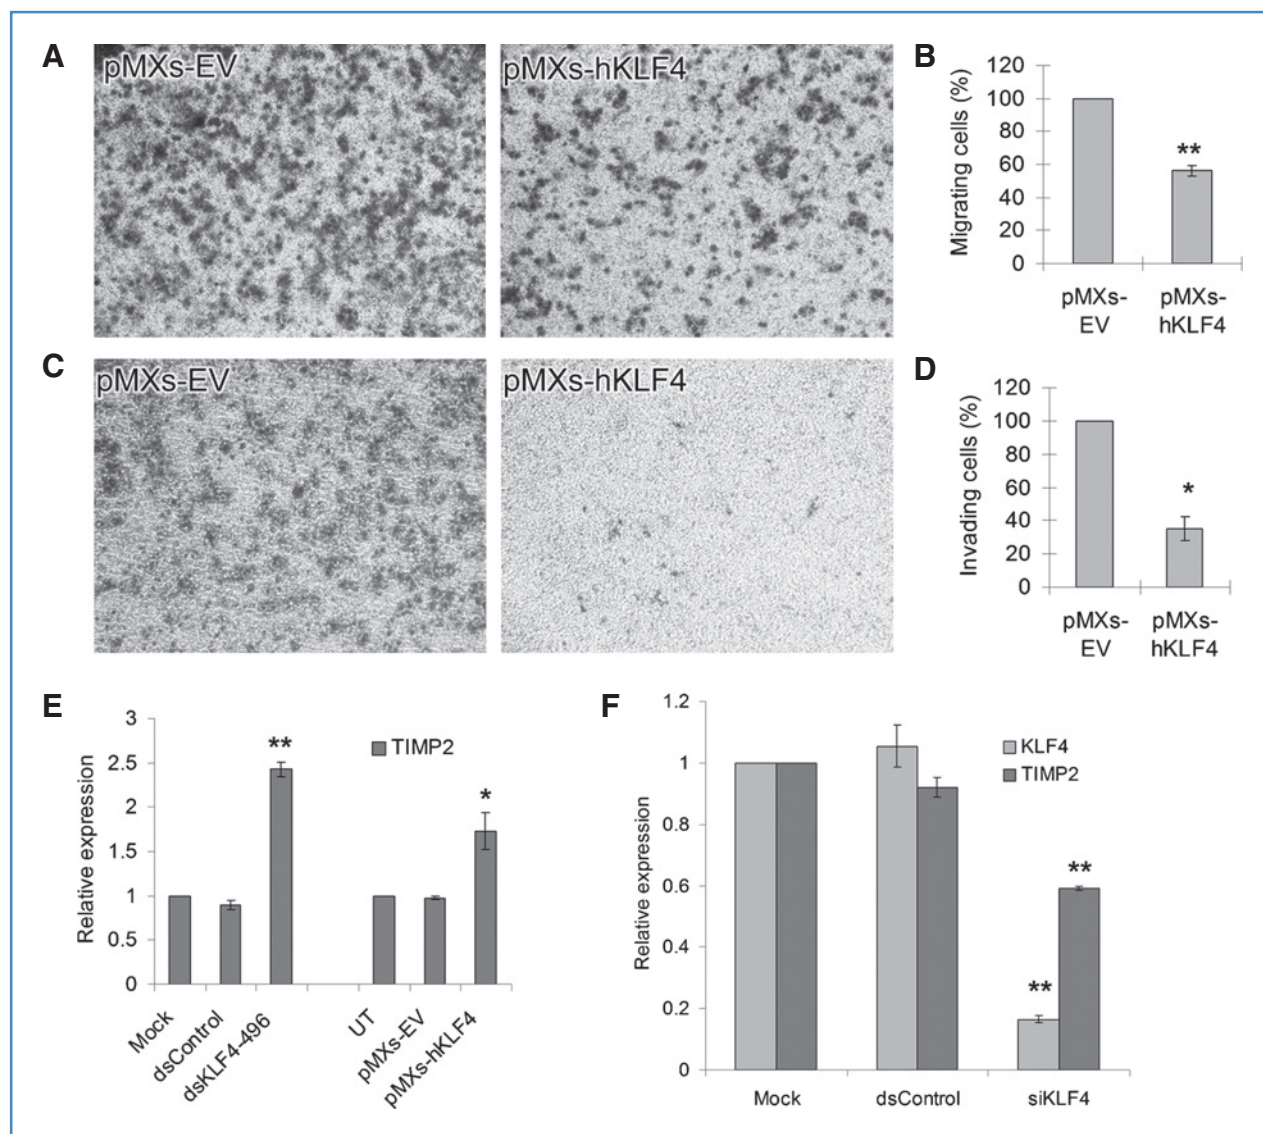 A
pMXs-EV
pMXs-hKLF4
B
Migrating cells (%)
120
100
80
60
40
20
0
**
pMXs-
EV
pMXs-
hKLF4
C
pMXs-EV
pMXs-hKLF4
D
Invading cells (%)
120
100
80
60
40
20
0
*
pMXs-
EV
pMXs-
hKLF4
E
Relative expression
3
2.5
2
1.5
1
0.5
0
**
*
TIMP2
Mock
dsControl
dsKLF4-496
UT
pMXs-EV
pMXs-hKLF4
F
Relative expression
1.2
1
0.8
0.6
0.4
0.2
0
KLF4
TIMP2
**
**
Mock
dsControl
siKLF4